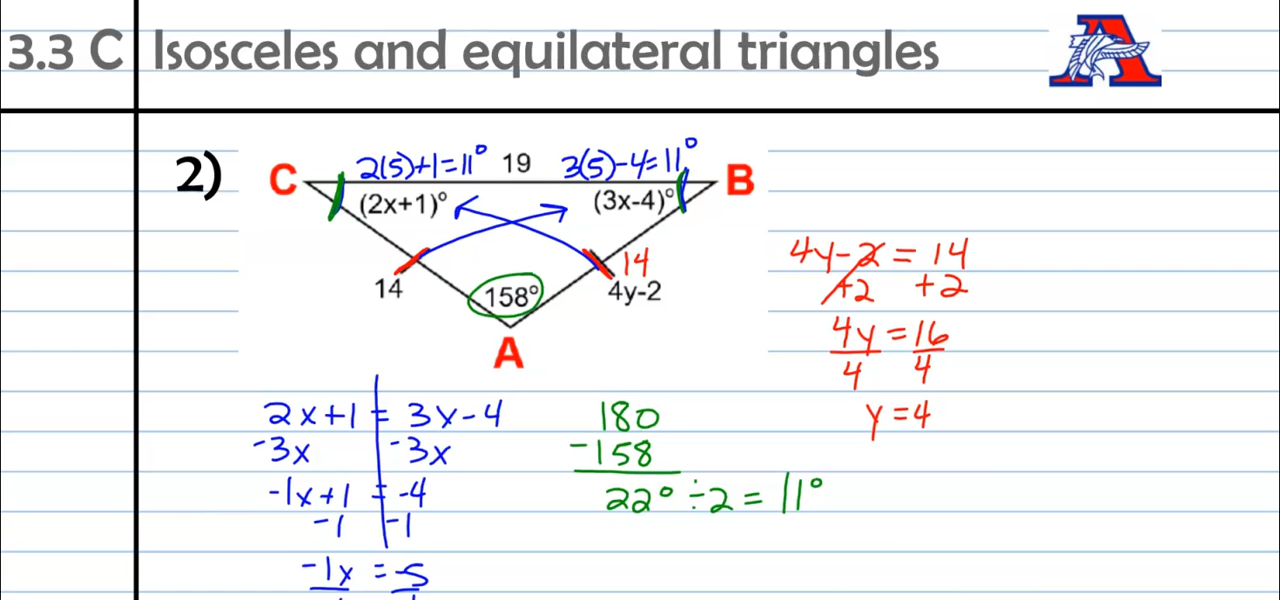 3.3 C Isosceles and equilateral triangles
A
2)
C 2(5)+1=11° 19 3(5)-4=11° B
(2x+1)° (3x-4)°
14 158° 14
4y-2
A
4y-2 = 14
+2 +2
4y = 16
4 4
y = 4
2x+1 = 3x-4
-3x -3x
-1x+1 = -4
-1 -1
-1x = -5
180
-158
22° ÷2 = 11°